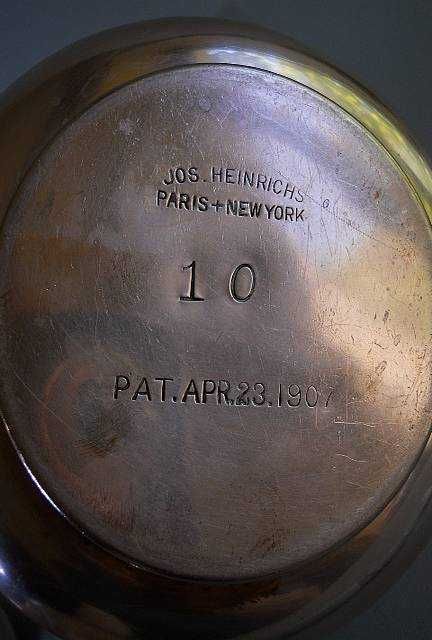 JOS. HEINRICHS
PARIS+NEW YORK
10
PAT. APR. 23. 1907